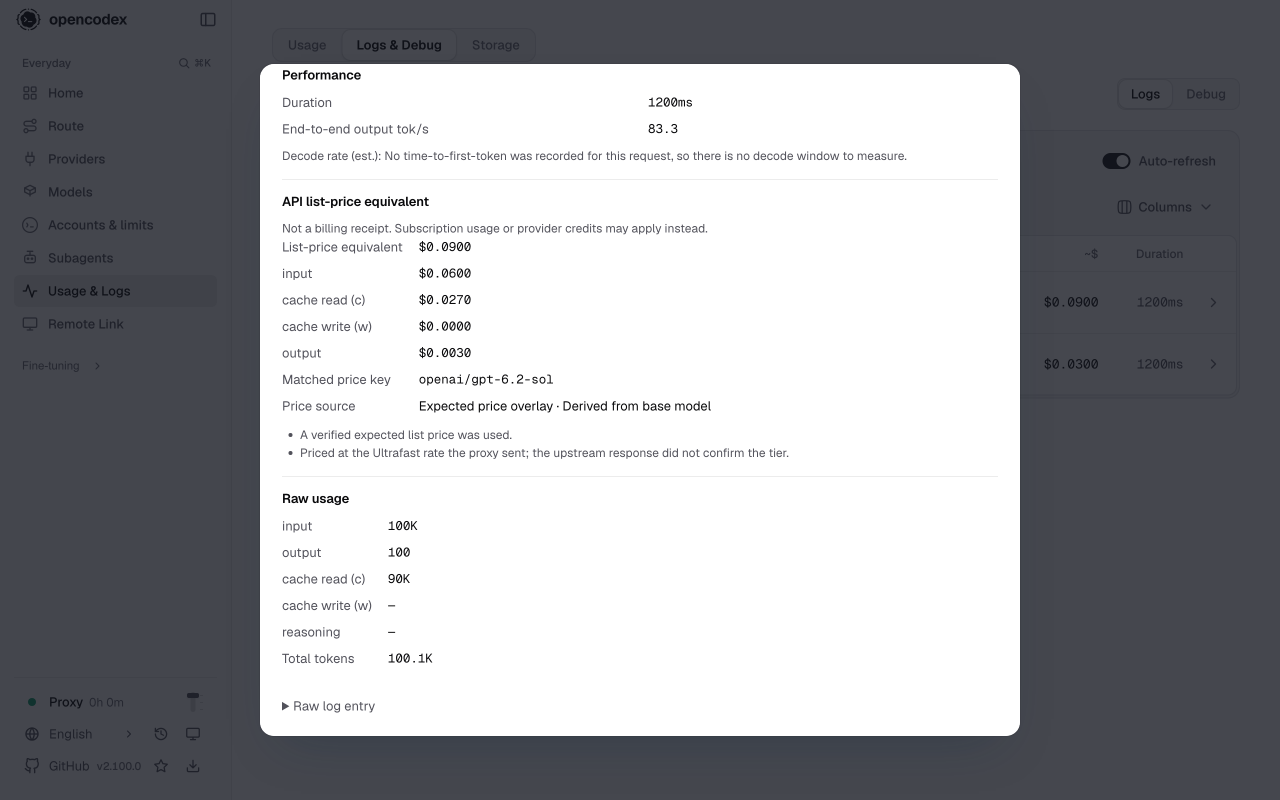 opencodex
Everyday
⌘K
Home
Route
Providers
Models
Accounts & limits
Subagents
Usage & Logs
Remote Link
Fine-tuning
Proxy 0h 0m
English
GitHub v2.100.0
Usage
Logs & Debug
Storage
Logs
Debug
Auto-refresh
Columns
~$ Duration
$0.0900 1200ms
$0.0300 1200ms
Performance
Duration 1200ms
End-to-end output tok/s 83.3
Decode rate (est.): No time-to-first-token was recorded for this request, so there is no decode window to measure.
API list-price equivalent
Not a billing receipt. Subscription usage or provider credits may apply instead.
List-price equivalent $0.0900
input $0.0600
cache read (c) $0.0270
cache write (w) $0.0000
output $0.0030
Matched price key openai/gpt-6.2-sol
Price source Expected price overlay · Derived from base model
• A verified expected list price was used.
• Priced at the Ultrafast rate the proxy sent; the upstream response did not confirm the tier.
Raw usage
input 100K
output 100
cache read (c) 90K
cache write (w) —
reasoning —
Total tokens 100.1K
Raw log entry